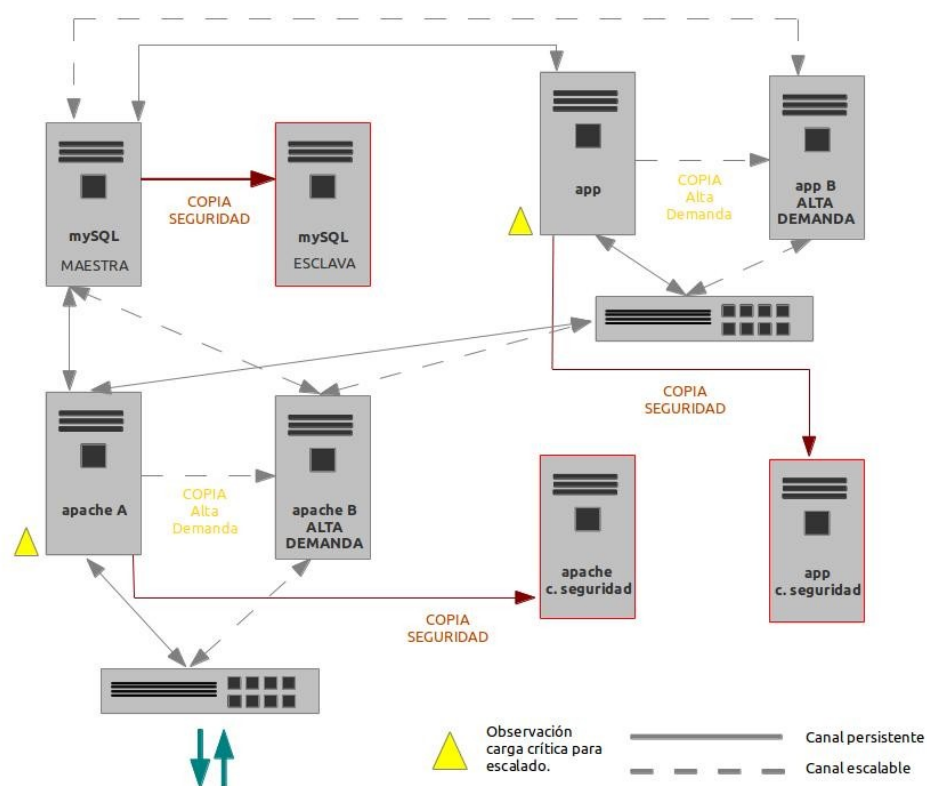 mySQL
MAESTRA
COPIA
SEGURIDAD
mySQL
ESCLAVA
app
COPIA
Alta
Demanda
app B
ALTA
DEMANDA
COPIA
SEGURIDAD
apache A
COPIA
Alta
Demanda
apache B
ALTA
DEMANDA
apache
c. seguridad
app
c. seguridad
COPIA
SEGURIDAD
Observación
carga crítica para
escalado.
Canal persistente
Canal escalable